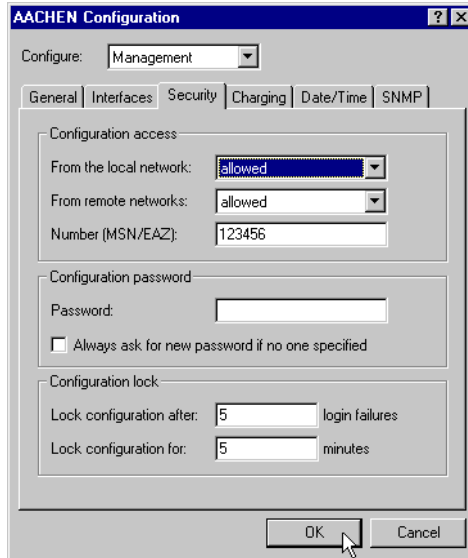 AACHEN Configuration
Configure: Management
General Interfaces Security Charging Date/Time SNMP
Configuration access
From the local network: allowed
From remote networks: allowed
Number (MSN/EAZ): 123456
Configuration password
Password:
Always ask for new password if no one specified
Configuration lock
Lock configuration after: 5 login failures
Lock configuration for: 5 minutes
OK Cancel